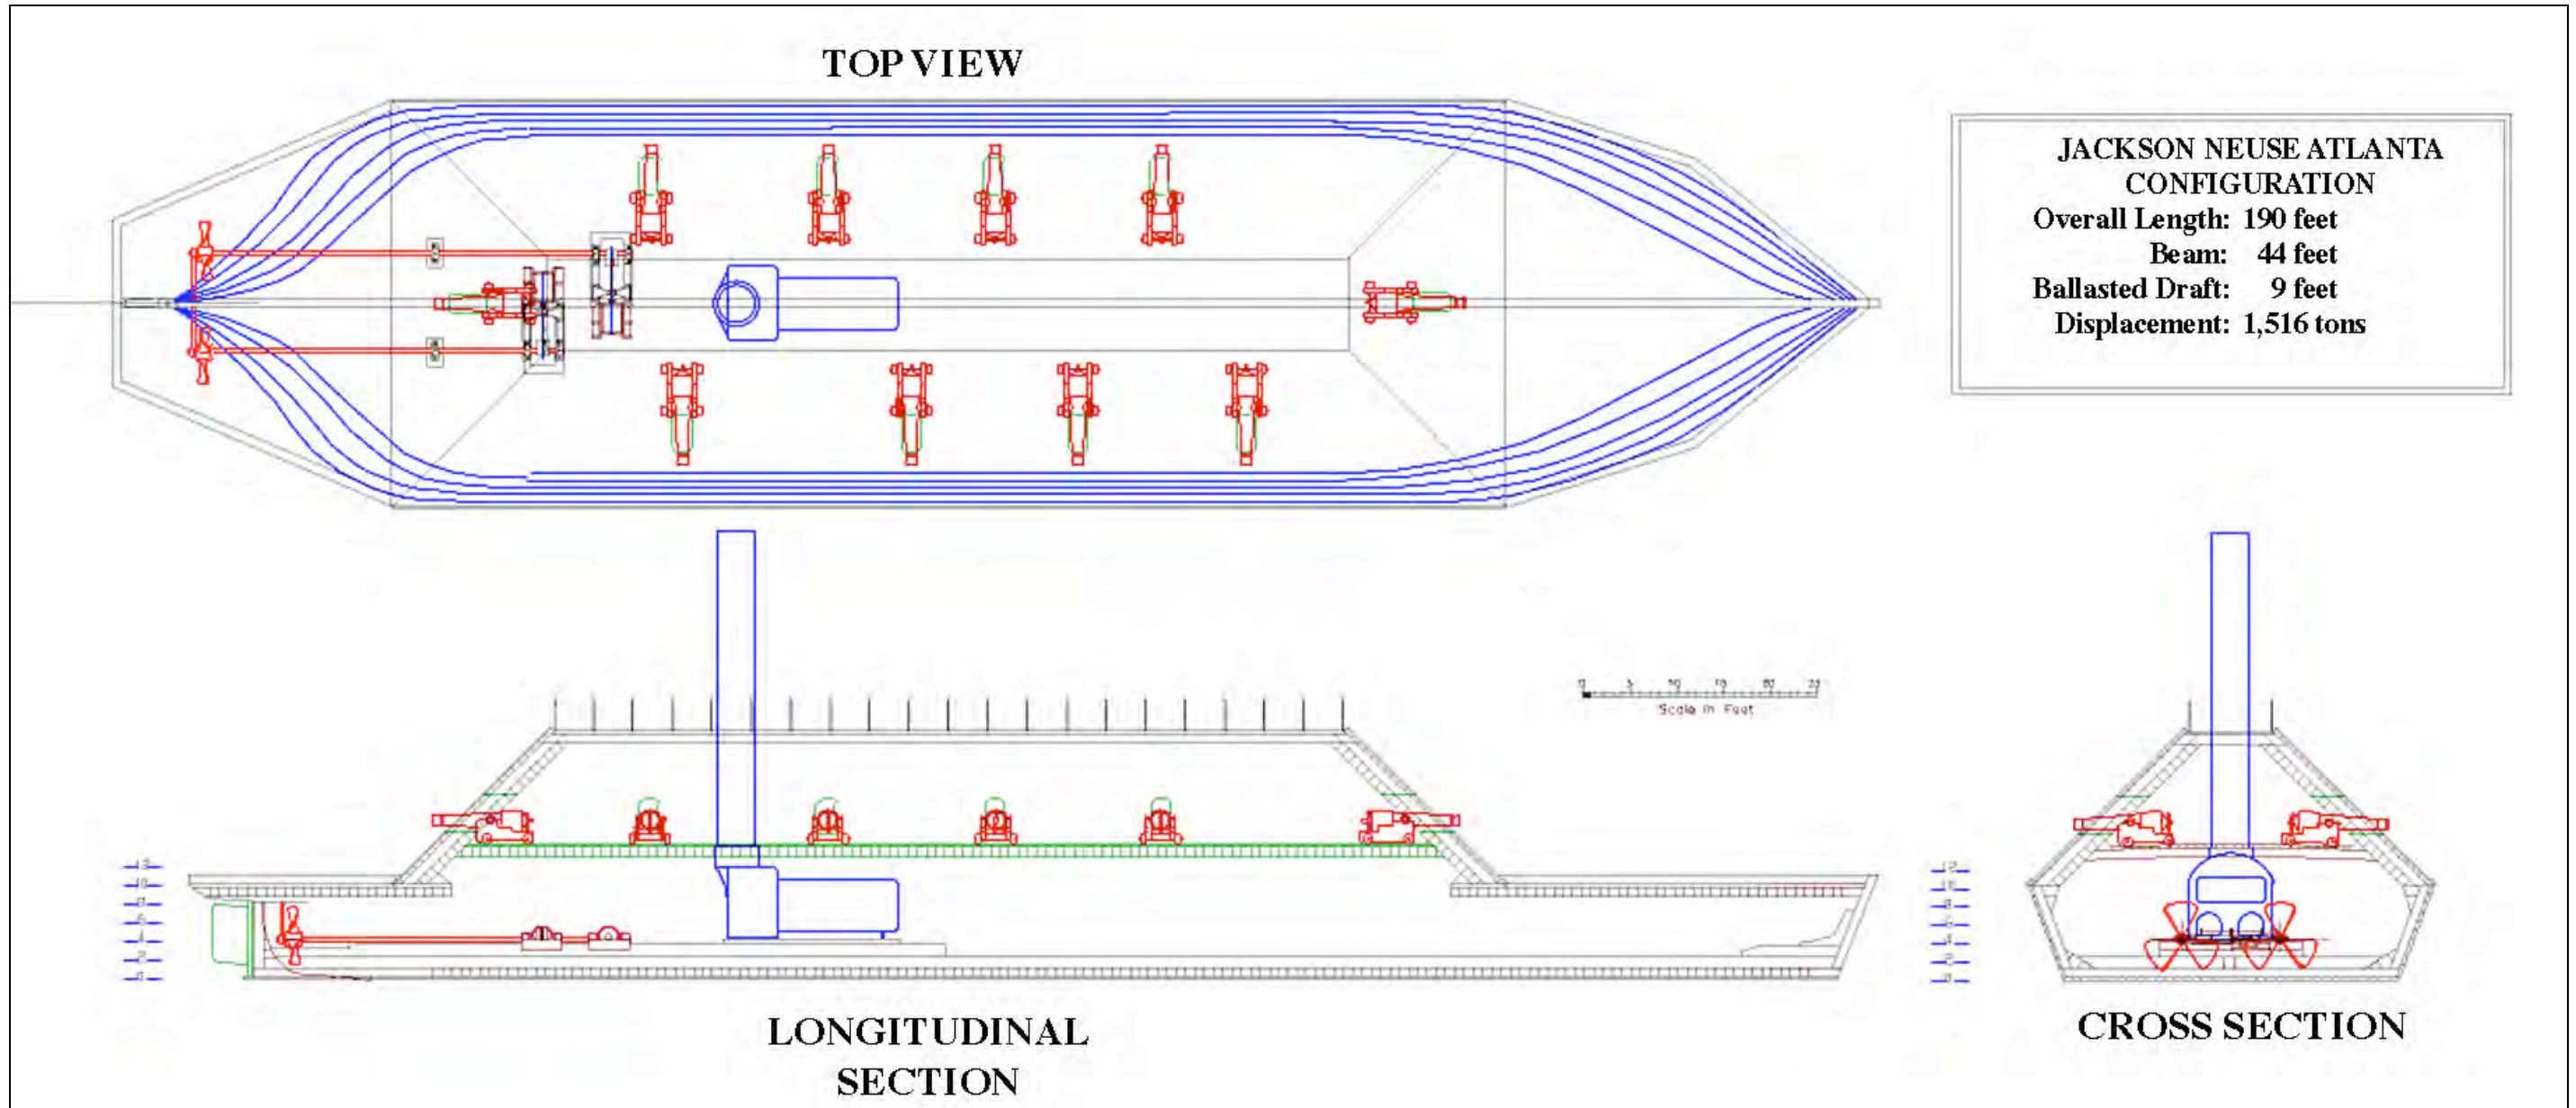 TOP VIEW
JACKSON NEUSE ATLANTA
CONFIGURATION
Overall Length: 190 feet
Beam: 44 feet
Ballasted Draft: 9 feet
Displacement: 1,516 tons
Scale in Feet
LONGITUDINAL
SECTION
CROSS SECTION